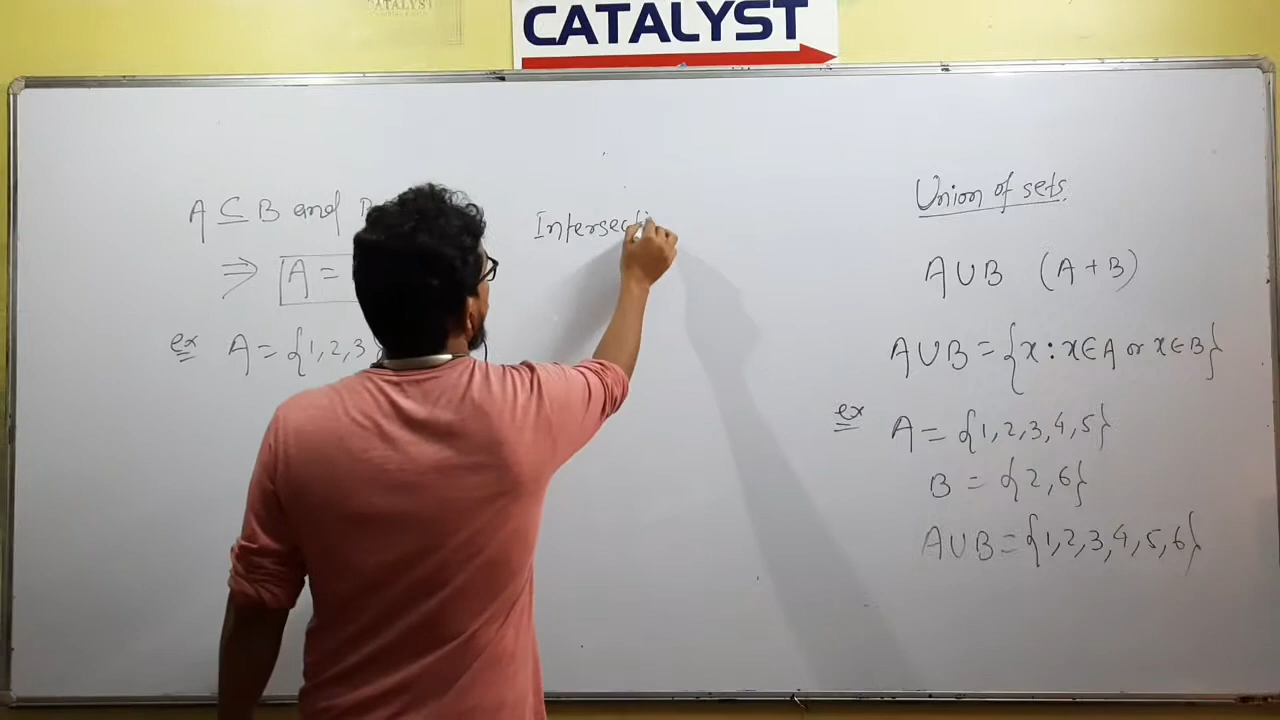 CATALYST
CATALYST
A ⊆ B and
⇒ A =
ex A = {1, 2, 3
Intersecti
Union of sets
A ∪ B (A + B)
A ∪ B = {x : x ∈ A or x ∈ B}
ex A = {1, 2, 3, 4, 5}
B = {2, 6}
A ∪ B = {1, 2, 3, 4, 5, 6}